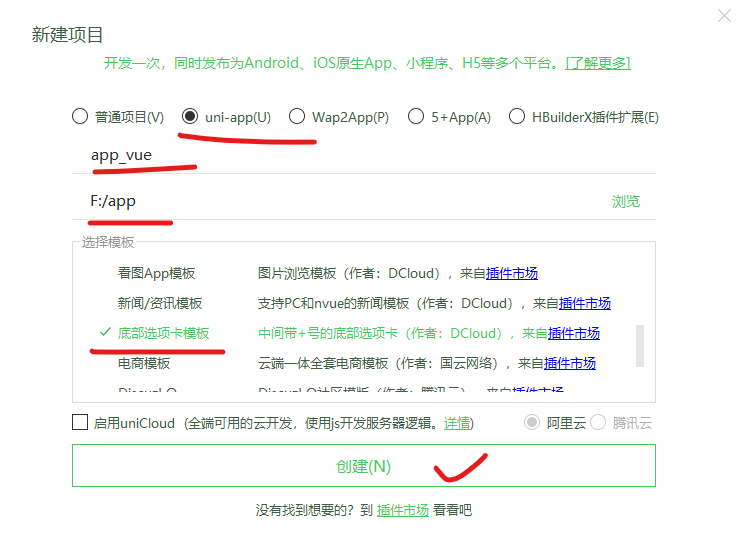 新建项目
开发一次，同时发布为Android、iOS原生App、小程序、H5等多个平台。[了解更多]
普通项目(V) uni-app(U) Wap2App(P) 5+App(A) HBuilderX插件扩展(E)
app_vue
F:/app 浏览
选择模板
看图App模板 图片浏览模板（作者：DCloud），来自插件市场
新闻/资讯模板 支持PC和nvue的新闻模板（作者：DCloud），来自插件市场
底部选项卡模板 中间带+号的底部选项卡（作者：DCloud），来自插件市场
电商模板 云端一体全套电商模板（作者：国云网络），来自插件市场
启用uniCloud（全端可用的云开发，使用js开发服务器逻辑。详情) 阿里云 腾讯云
创建(N)
没有找到想要的？到 插件市场 看看吧